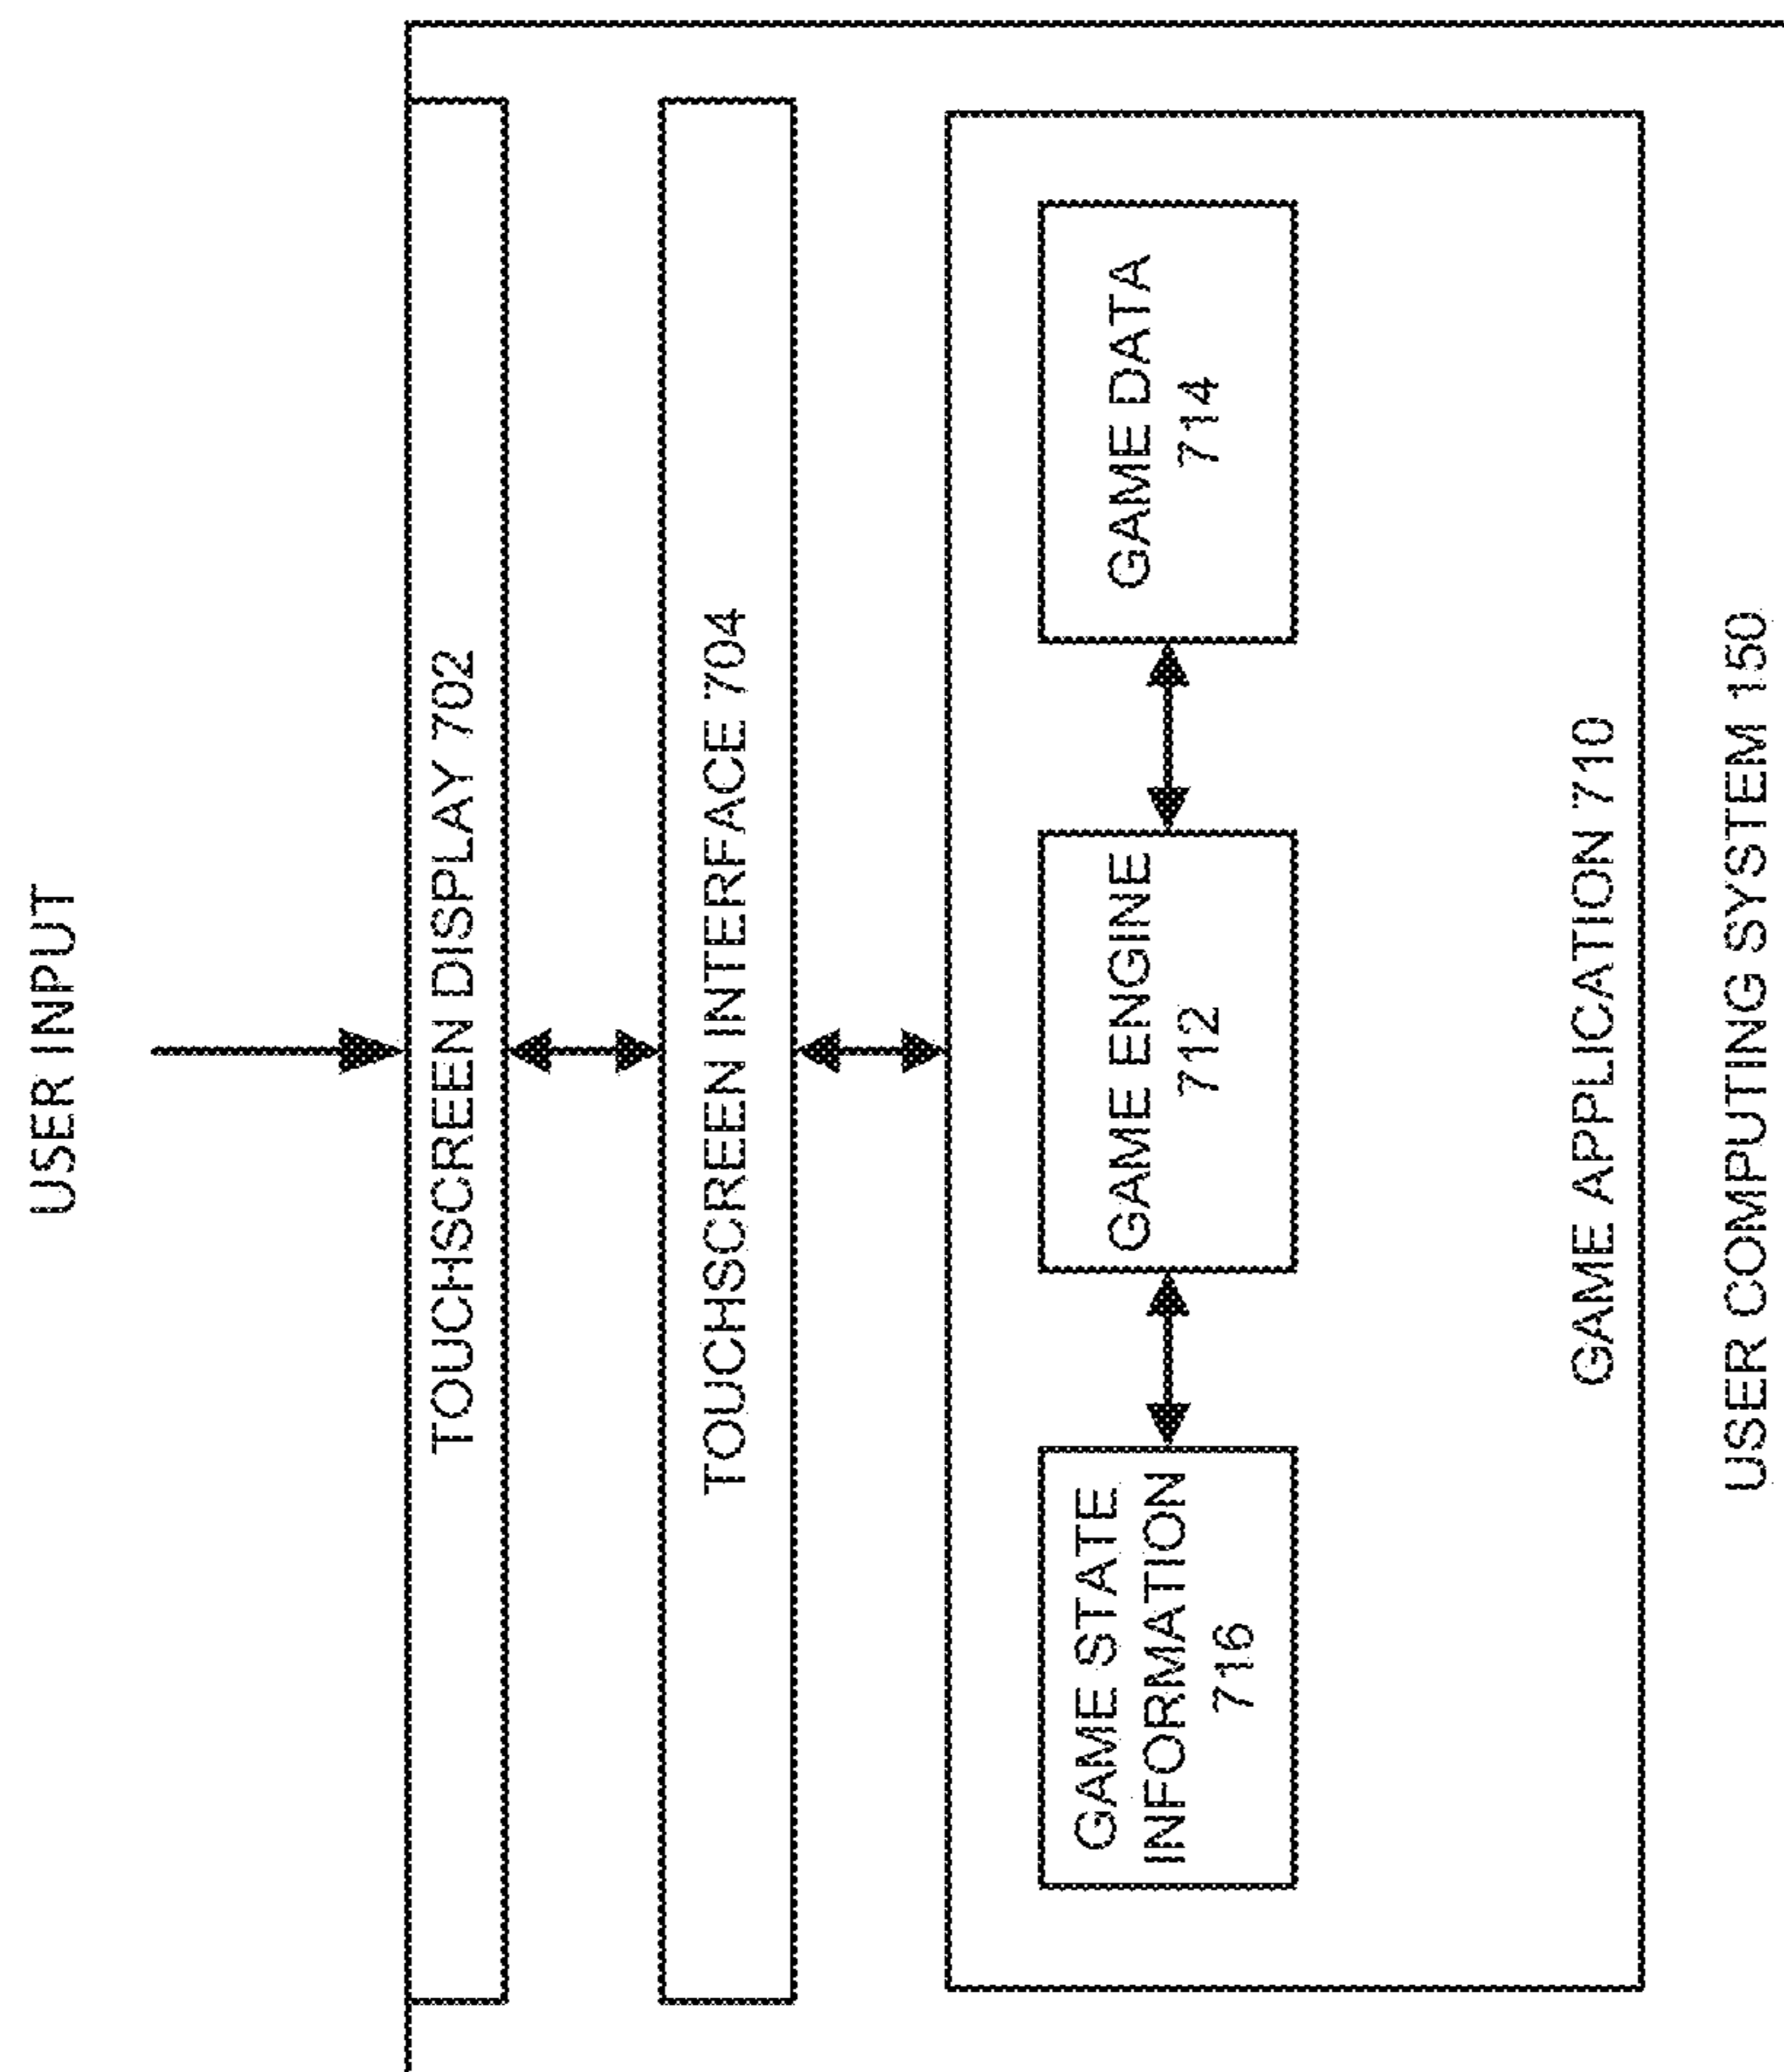 USER INPUT
TOUCHSCREEN DISPLAY 702
TOUCHSCREEN INTERFACE 704
GAME STATE
INFORMATION
716
GAME ENGINE
712
GAME DATA
714
GAME APPLICATION 710
USER COMPUTING SYSTEM 150